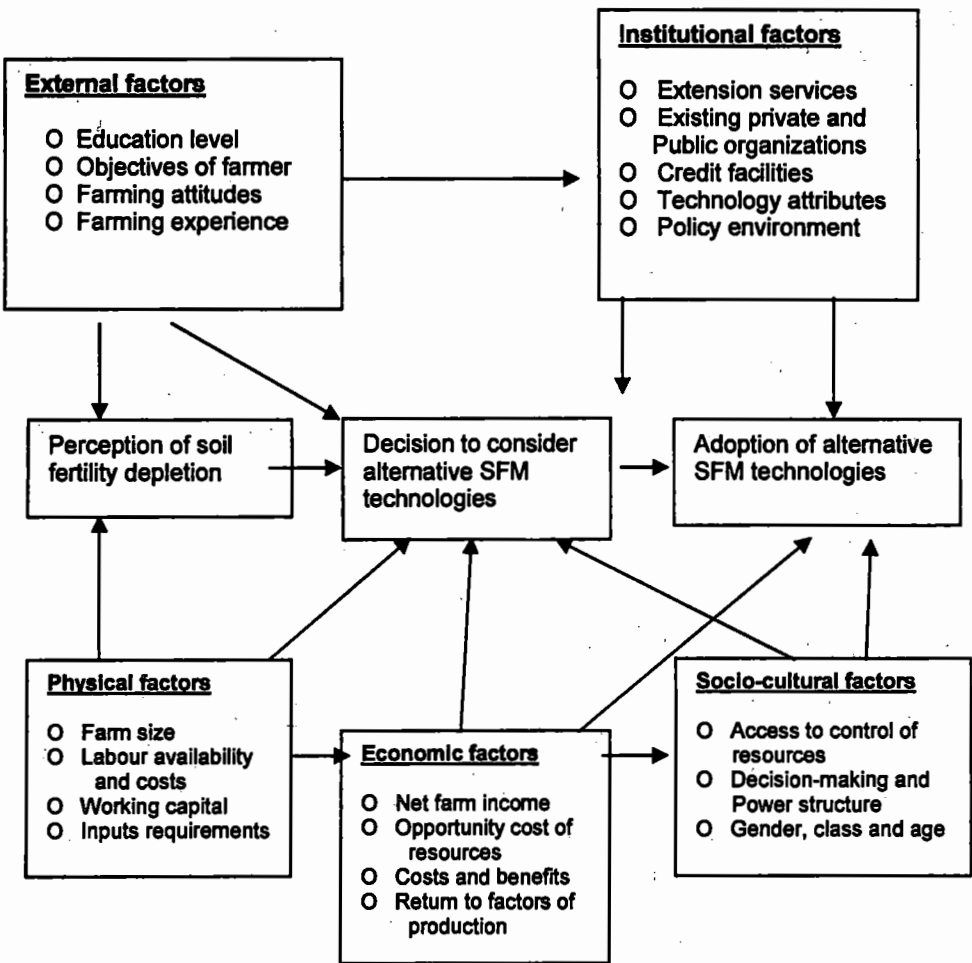 External factors
O Education level
O Objectives of farmer
O Farming attitudes
O Farming experience
Institutional factors
O Extension services
O Existing private and
Public organizations
O Credit facilities
O Technology attributes
O Policy environment
Perception of soil
fertility depletion
Decision to consider
alternative SFM
technologies
Adoption of alternative
SFM technologies
Physical factors
O Farm size
O Labour availability
and costs
O Working capital
O Inputs requirements
Economic factors
O Net farm income
O Opportunity cost of
resources
O Costs and benefits
O Return to factors of
production
Socio-cultural factors
O Access to control of
resources
O Decision-making and
Power structure
O Gender, class and age